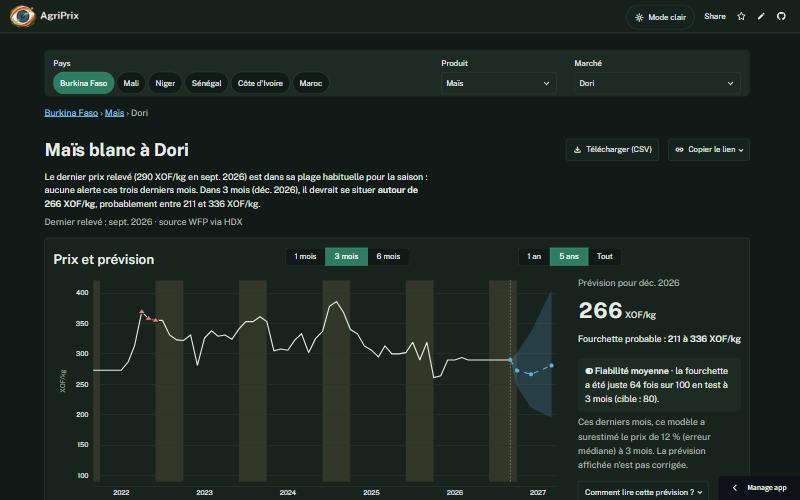 AgriPrix
Mode clair
Share
Pays
Produit
Marché
Burkina Faso
Mali
Niger
Sénégal
Côte d'Ivoire
Maroc
Maïs
Dori
Burkina Faso › Maïs › Dori
Maïs blanc à Dori
Télécharger (CSV)
Copier le lien
Le dernier prix relevé (290 XOF/kg en sept. 2026) est dans sa plage habituelle pour la saison :
aucune alerte ces trois derniers mois. Dans 3 mois (déc. 2026), il devrait se situer autour de
266 XOF/kg, probablement entre 211 et 336 XOF/kg.
Dernier relevé : sept. 2026 · source WFP via HDX
Prix et prévision
1 mois
3 mois
6 mois
1 an
5 ans
Tout
XOF/kg
400
350
300
250
200
150
100
2022
2023
2024
2025
2026
2027
Prévision pour déc. 2026
266 XOF/kg
Fourchette probable : 211 à 336 XOF/kg
Fiabilité moyenne · la fourchette
a été juste 64 fois sur 100 en test à
3 mois (cible : 80).
Ces derniers mois, ce modèle a
surestimé le prix de 12 % (erreur
médiane) à 3 mois. La prévision
affichée n'est pas corrigée.
Comment lire cette prévision ?
Manage app